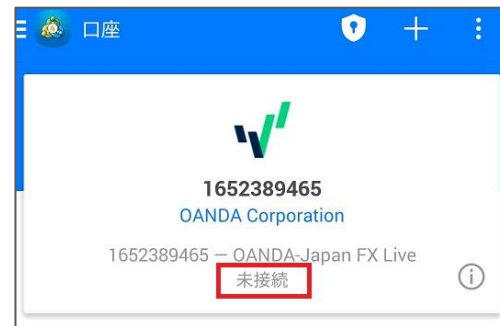 口座
1652389465
OANDA Corporation
1652389465 — OANDA-Japan FX Live
未接続